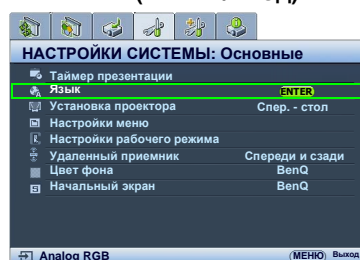 НАСТРОЙКИ СИСТЕМЫ: Основные
Таймер презентации
Язык ENTER
Установка проектора Спер. - стол
Настройки меню
Настройки рабочего режима
Удаленный приемник Спереди и сзади
Цвет фона BenQ
Начальный экран BenQ
Analog RGB МЕНЮ Выход